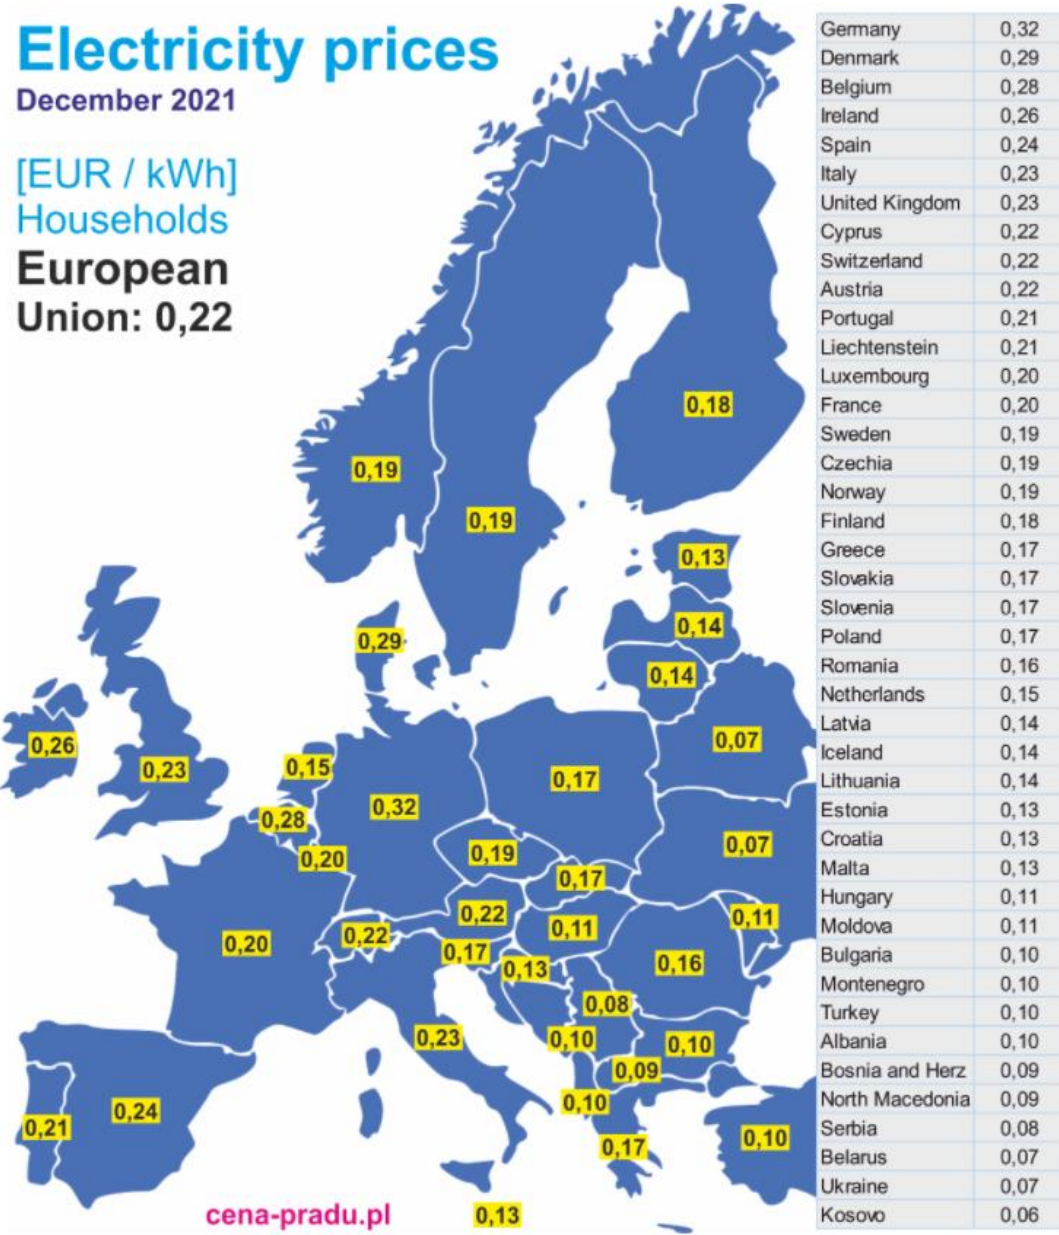 Electricity prices
December 2021
[EUR / kWh]
Households
European
Union: 0,22
0,18
0,19
0,19
0,13
0,14
0,29
0,14
0,07
0,26
0,23
0,15
0,17
0,32
0,28
0,07
0,19
0,20
0,17
0,22
0,11
0,20
0,22
0,11
0,17
0,13
0,16
0,08
0,23
0,10
0,10
0,09
0,10
0,24
0,21
0,10
0,17
cena-pradu.pl
0,13
Germany 0,32
Denmark 0,29
Belgium 0,28
Ireland 0,26
Spain 0,24
Italy 0,23
United Kingdom 0,23
Cyprus 0,22
Switzerland 0,22
Austria 0,22
Portugal 0,21
Liechtenstein 0,21
Luxembourg 0,20
France 0,20
Sweden 0,19
Czechia 0,19
Norway 0,19
Finland 0,18
Greece 0,17
Slovakia 0,17
Slovenia 0,17
Poland 0,17
Romania 0,16
Netherlands 0,15
Latvia 0,14
Iceland 0,14
Lithuania 0,14
Estonia 0,13
Croatia 0,13
Malta 0,13
Hungary 0,11
Moldova 0,11
Bulgaria 0,10
Montenegro 0,10
Turkey 0,10
Albania 0,10
Bosnia and Herz 0,09
North Macedonia 0,09
Serbia 0,08
Belarus 0,07
Ukraine 0,07
Kosovo 0,06